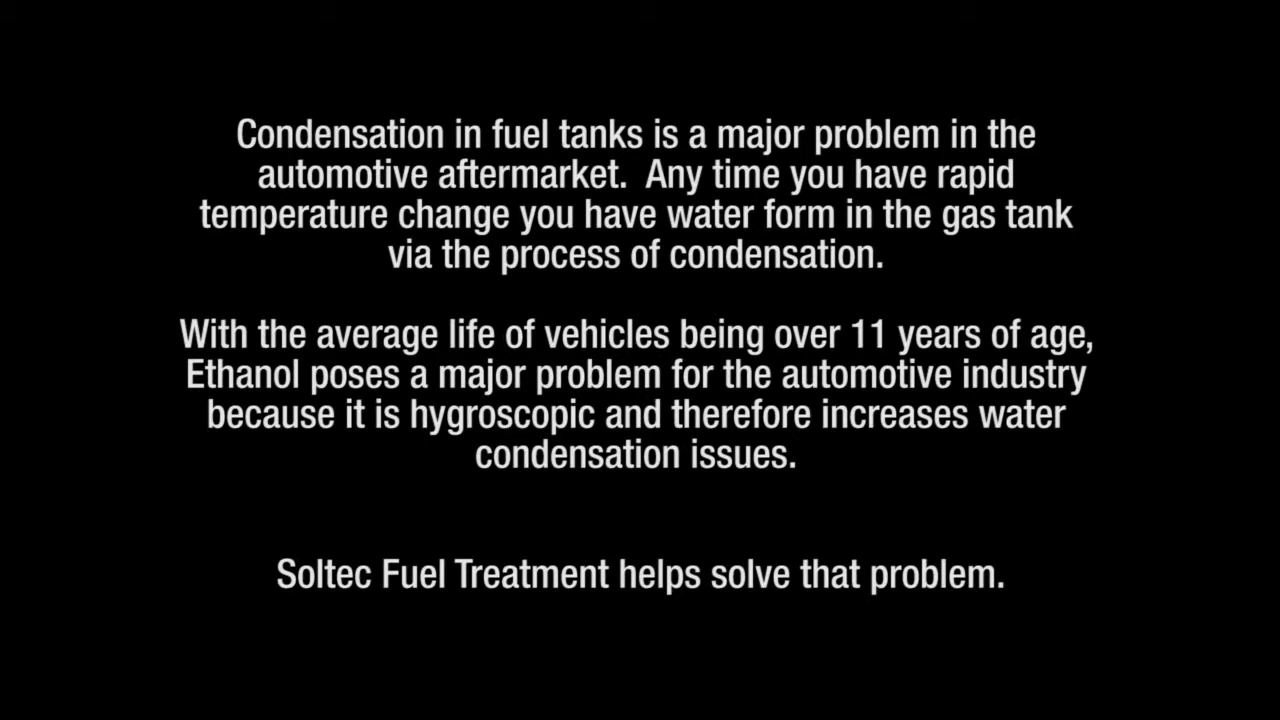 Condensation in fuel tanks is a major problem in the
automotive aftermarket.  Any time you have rapid
temperature change you have water form in the gas tank
via the process of condensation.
With the average life of vehicles being over 11 years of age,
Ethanol poses a major problem for the automotive industry
because it is hygroscopic and therefore increases water
condensation issues.
Soltec Fuel Treatment helps solve that problem.